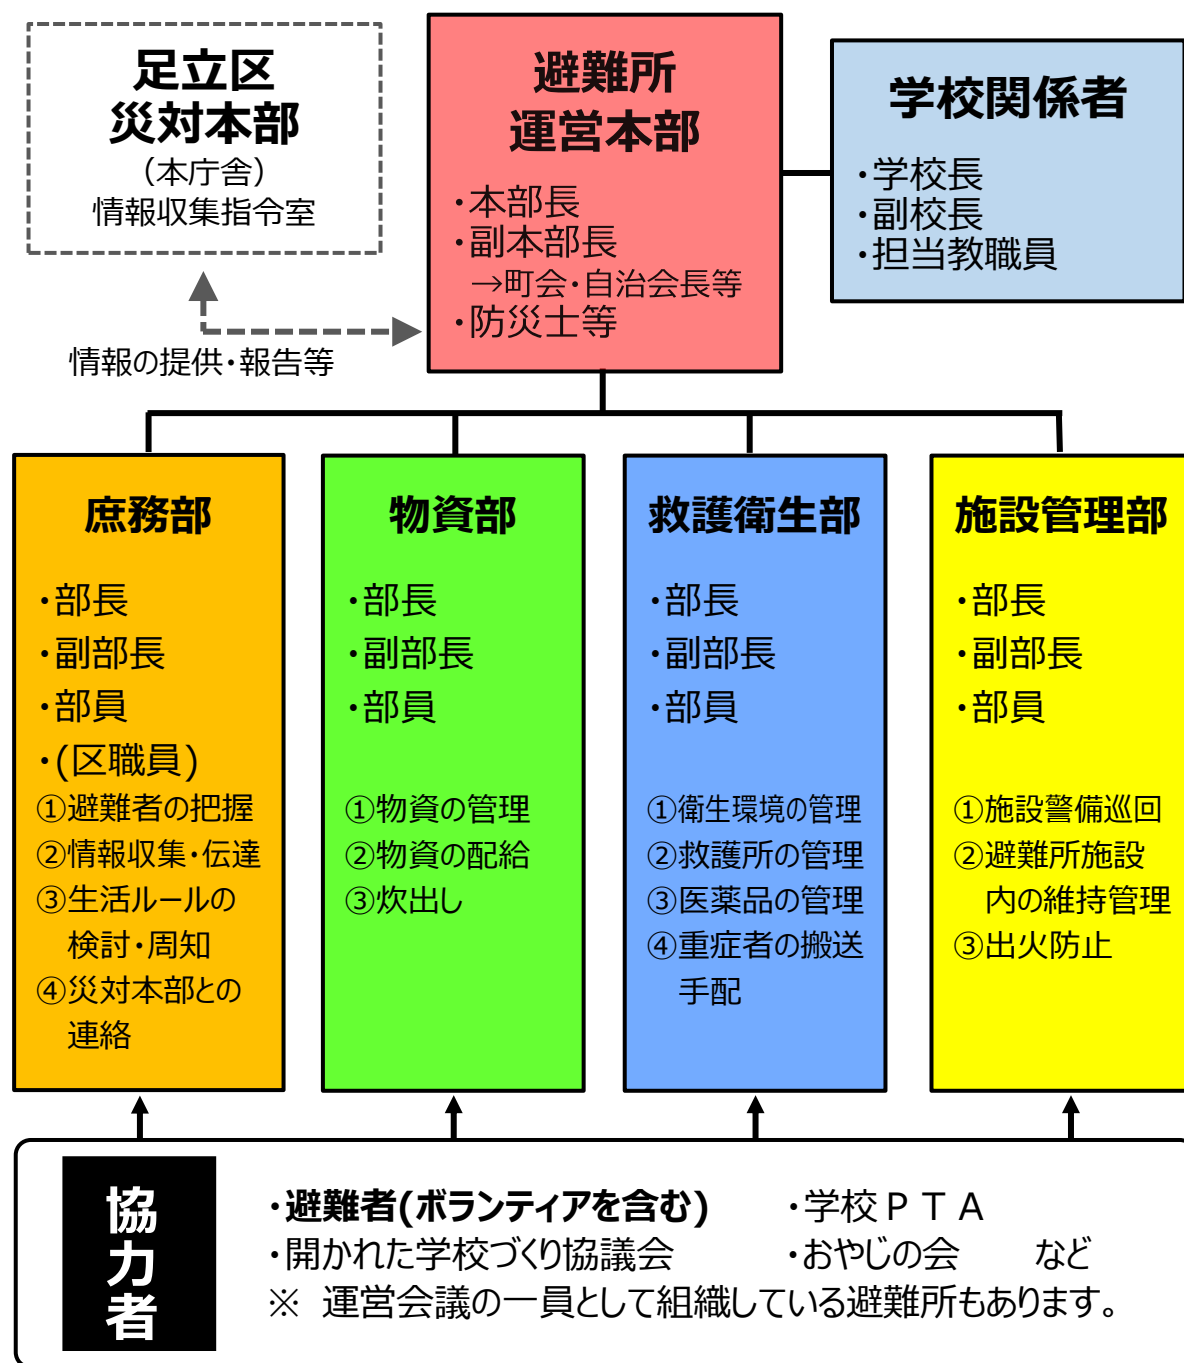 足立区
災対本部
（本庁舎）
情報収集指令室
避難所
運営本部
・本部長
・副本部長
→町会・自治会長等
・防災士等
学校関係者
・学校長
・副校長
・担当教職員
情報の提供・報告等
庶務部
・部長
・副部長
・部員
・(区職員)
①避難者の把握
②情報収集・伝達
③生活ルールの
検討・周知
④災対本部との
連絡
物資部
・部長
・副部長
・部員
①物資の管理
②物資の配給
③炊出し
救護衛生部
・部長
・副部長
・部員
①衛生環境の管理
②救護所の管理
③医薬品の管理
④重症者の搬送
手配
施設管理部
・部長
・副部長
・部員
①施設警備巡回
②避難所施設
内の維持管理
③出火防止
協力者
・避難者(ボランティアを含む)　・学校ＰＴＡ
・開かれた学校づくり協議会　・おやじの会　など
※ 運営会議の一員として組織している避難所もあります。